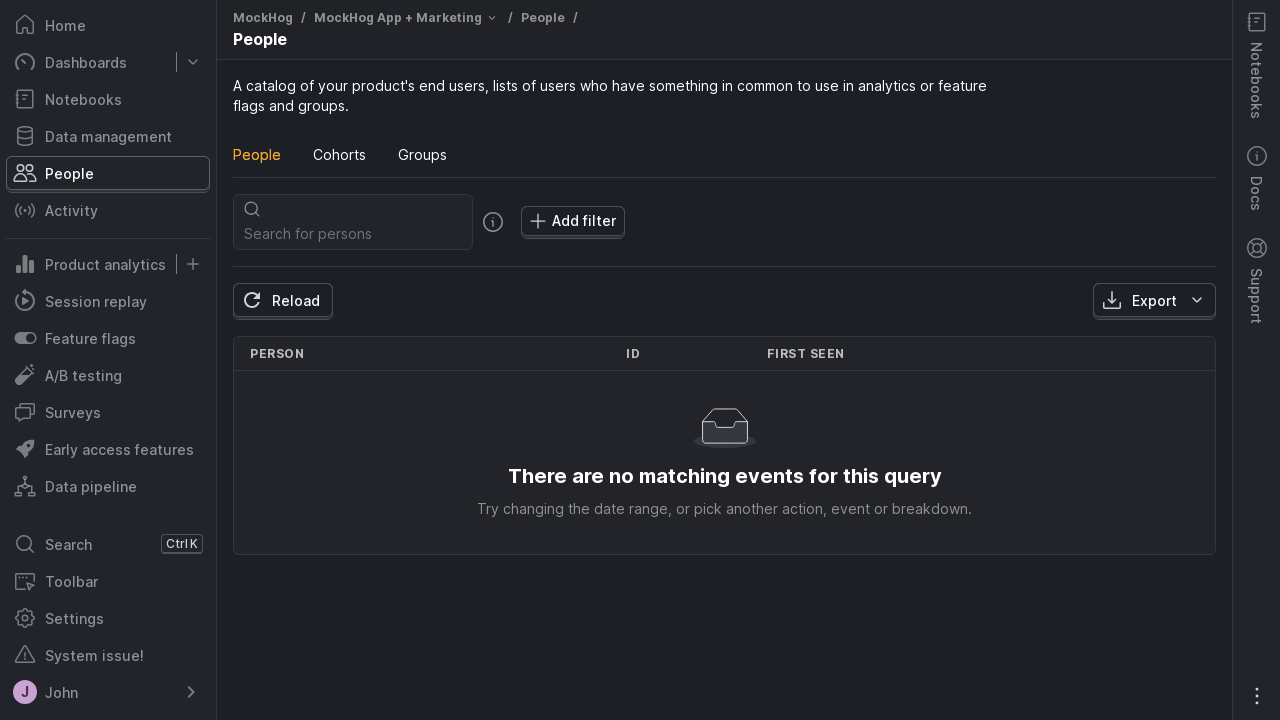 Home
Dashboards
Notebooks
Data management
People
Activity
Product analytics
Session replay
Feature flags
A/B testing
Surveys
Early access features
Data pipeline
Search Ctrl K
Toolbar
Settings
System issue!
J John
MockHog / MockHog App + Marketing / People /
People
A catalog of your product's end users, lists of users who have something in common to use in analytics or feature
flags and groups.
People Cohorts Groups
Search for persons
Add filter
Reload
Export
PERSON ID FIRST SEEN
There are no matching events for this query
Try changing the date range, or pick another action, event or breakdown.
Notebooks
Docs
Support